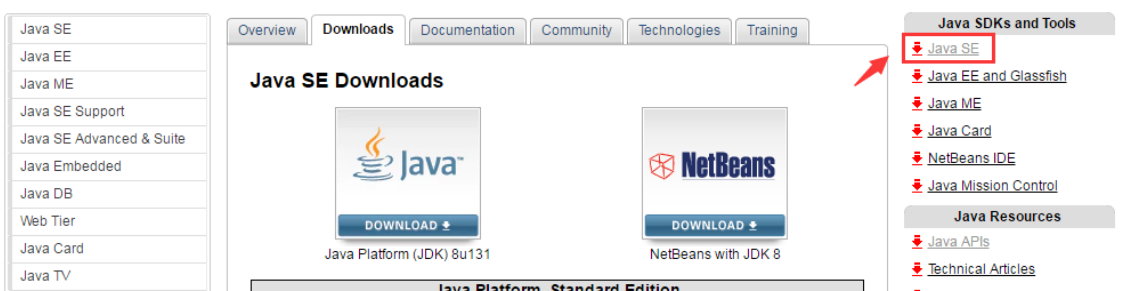 Java SE
Java EE
Java ME
Java SE Support
Java SE Advanced & Suite
Java Embedded
Java DB
Web Tier
Java Card
Java TV
Overview
Downloads
Documentation
Community
Technologies
Training
Java SE Downloads
Java™
DOWNLOAD
Java Platform (JDK) 8u131
NetBeans
DOWNLOAD
NetBeans with JDK 8
Java Platform, Standard Edition
Java SDKs and Tools
Java SE
Java EE and Glassfish
Java ME
Java Card
NetBeans IDE
Java Mission Control
Java Resources
Java APIs
Technical Articles